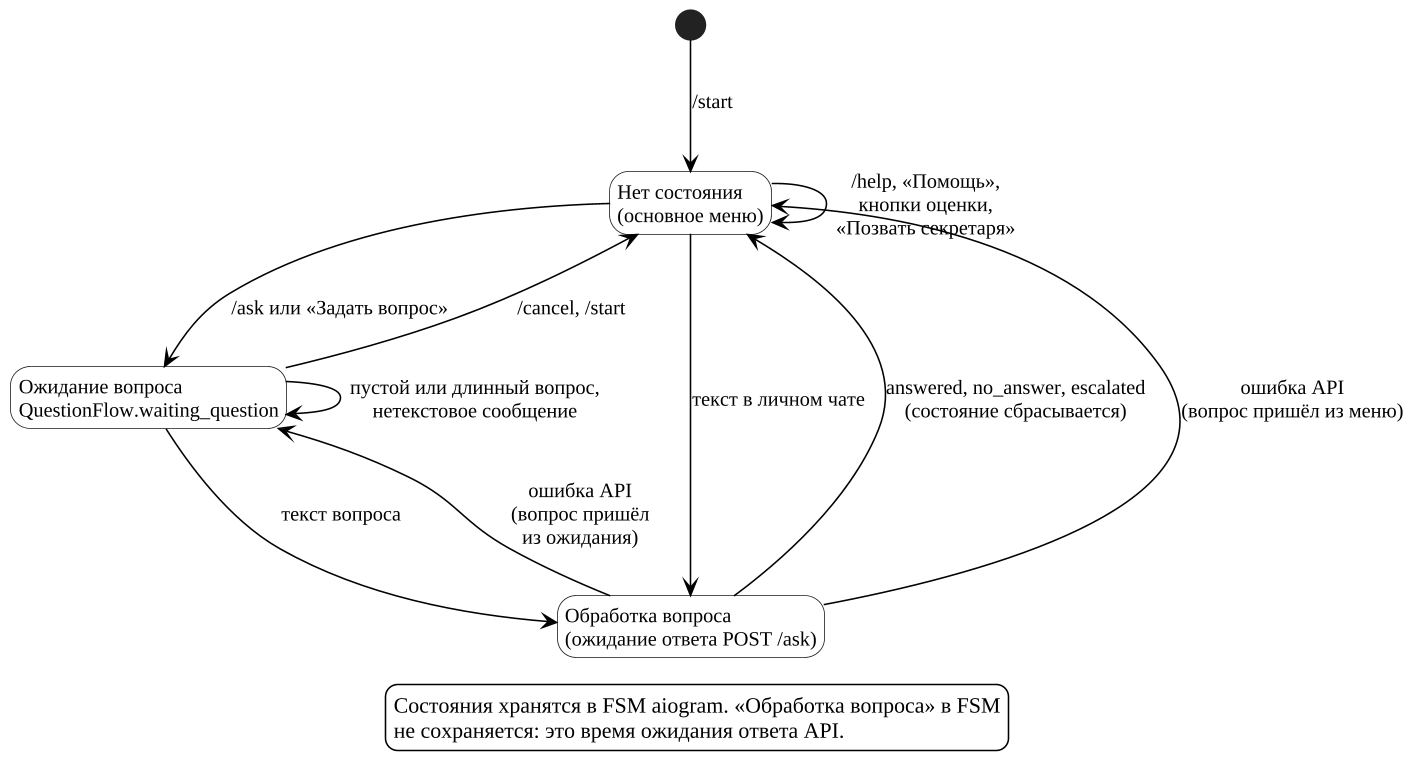 /start
Нет состояния
(основное меню)
/help, «Помощь»,
кнопки оценки,
«Позвать секретаря»
/ask или «Задать вопрос»
/cancel, /start
Ожидание вопроса
QuestionFlow.waiting_question
пустой или длинный вопрос,
нетекстовое сообщение
текст в личном чате
answered, no_answer, escalated
(состояние сбрасывается)
ошибка API
(вопрос пришёл из меню)
текст вопроса
ошибка API
(вопрос пришёл
из ожидания)
Обработка вопроса
(ожидание ответа POST /ask)
Состояния хранятся в FSM aiogram. «Обработка вопроса» в FSM
не сохраняется: это время ожидания ответа API.